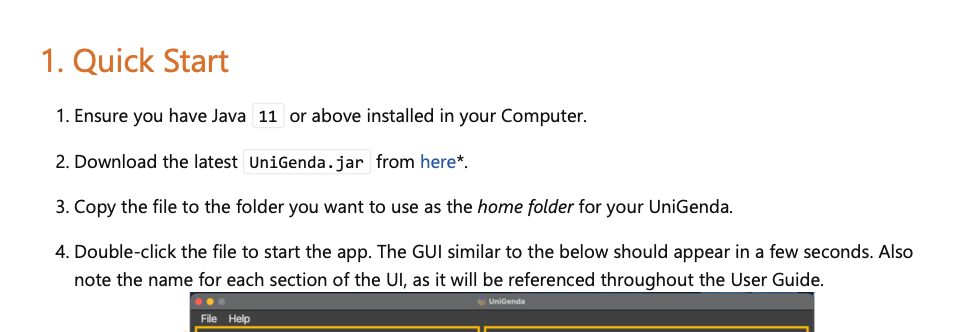 1. Quick Start
1. Ensure you have Java 11 or above installed in your Computer.
2. Download the latest UniGenda.jar from here*.
3. Copy the file to the folder you want to use as the home folder for your UniGenda.
4. Double-click the file to start the app. The GUI similar to the below should appear in a few seconds. Also
note the name for each section of the UI, as it will be referenced throughout the User Guide.
UniGenda
File Help